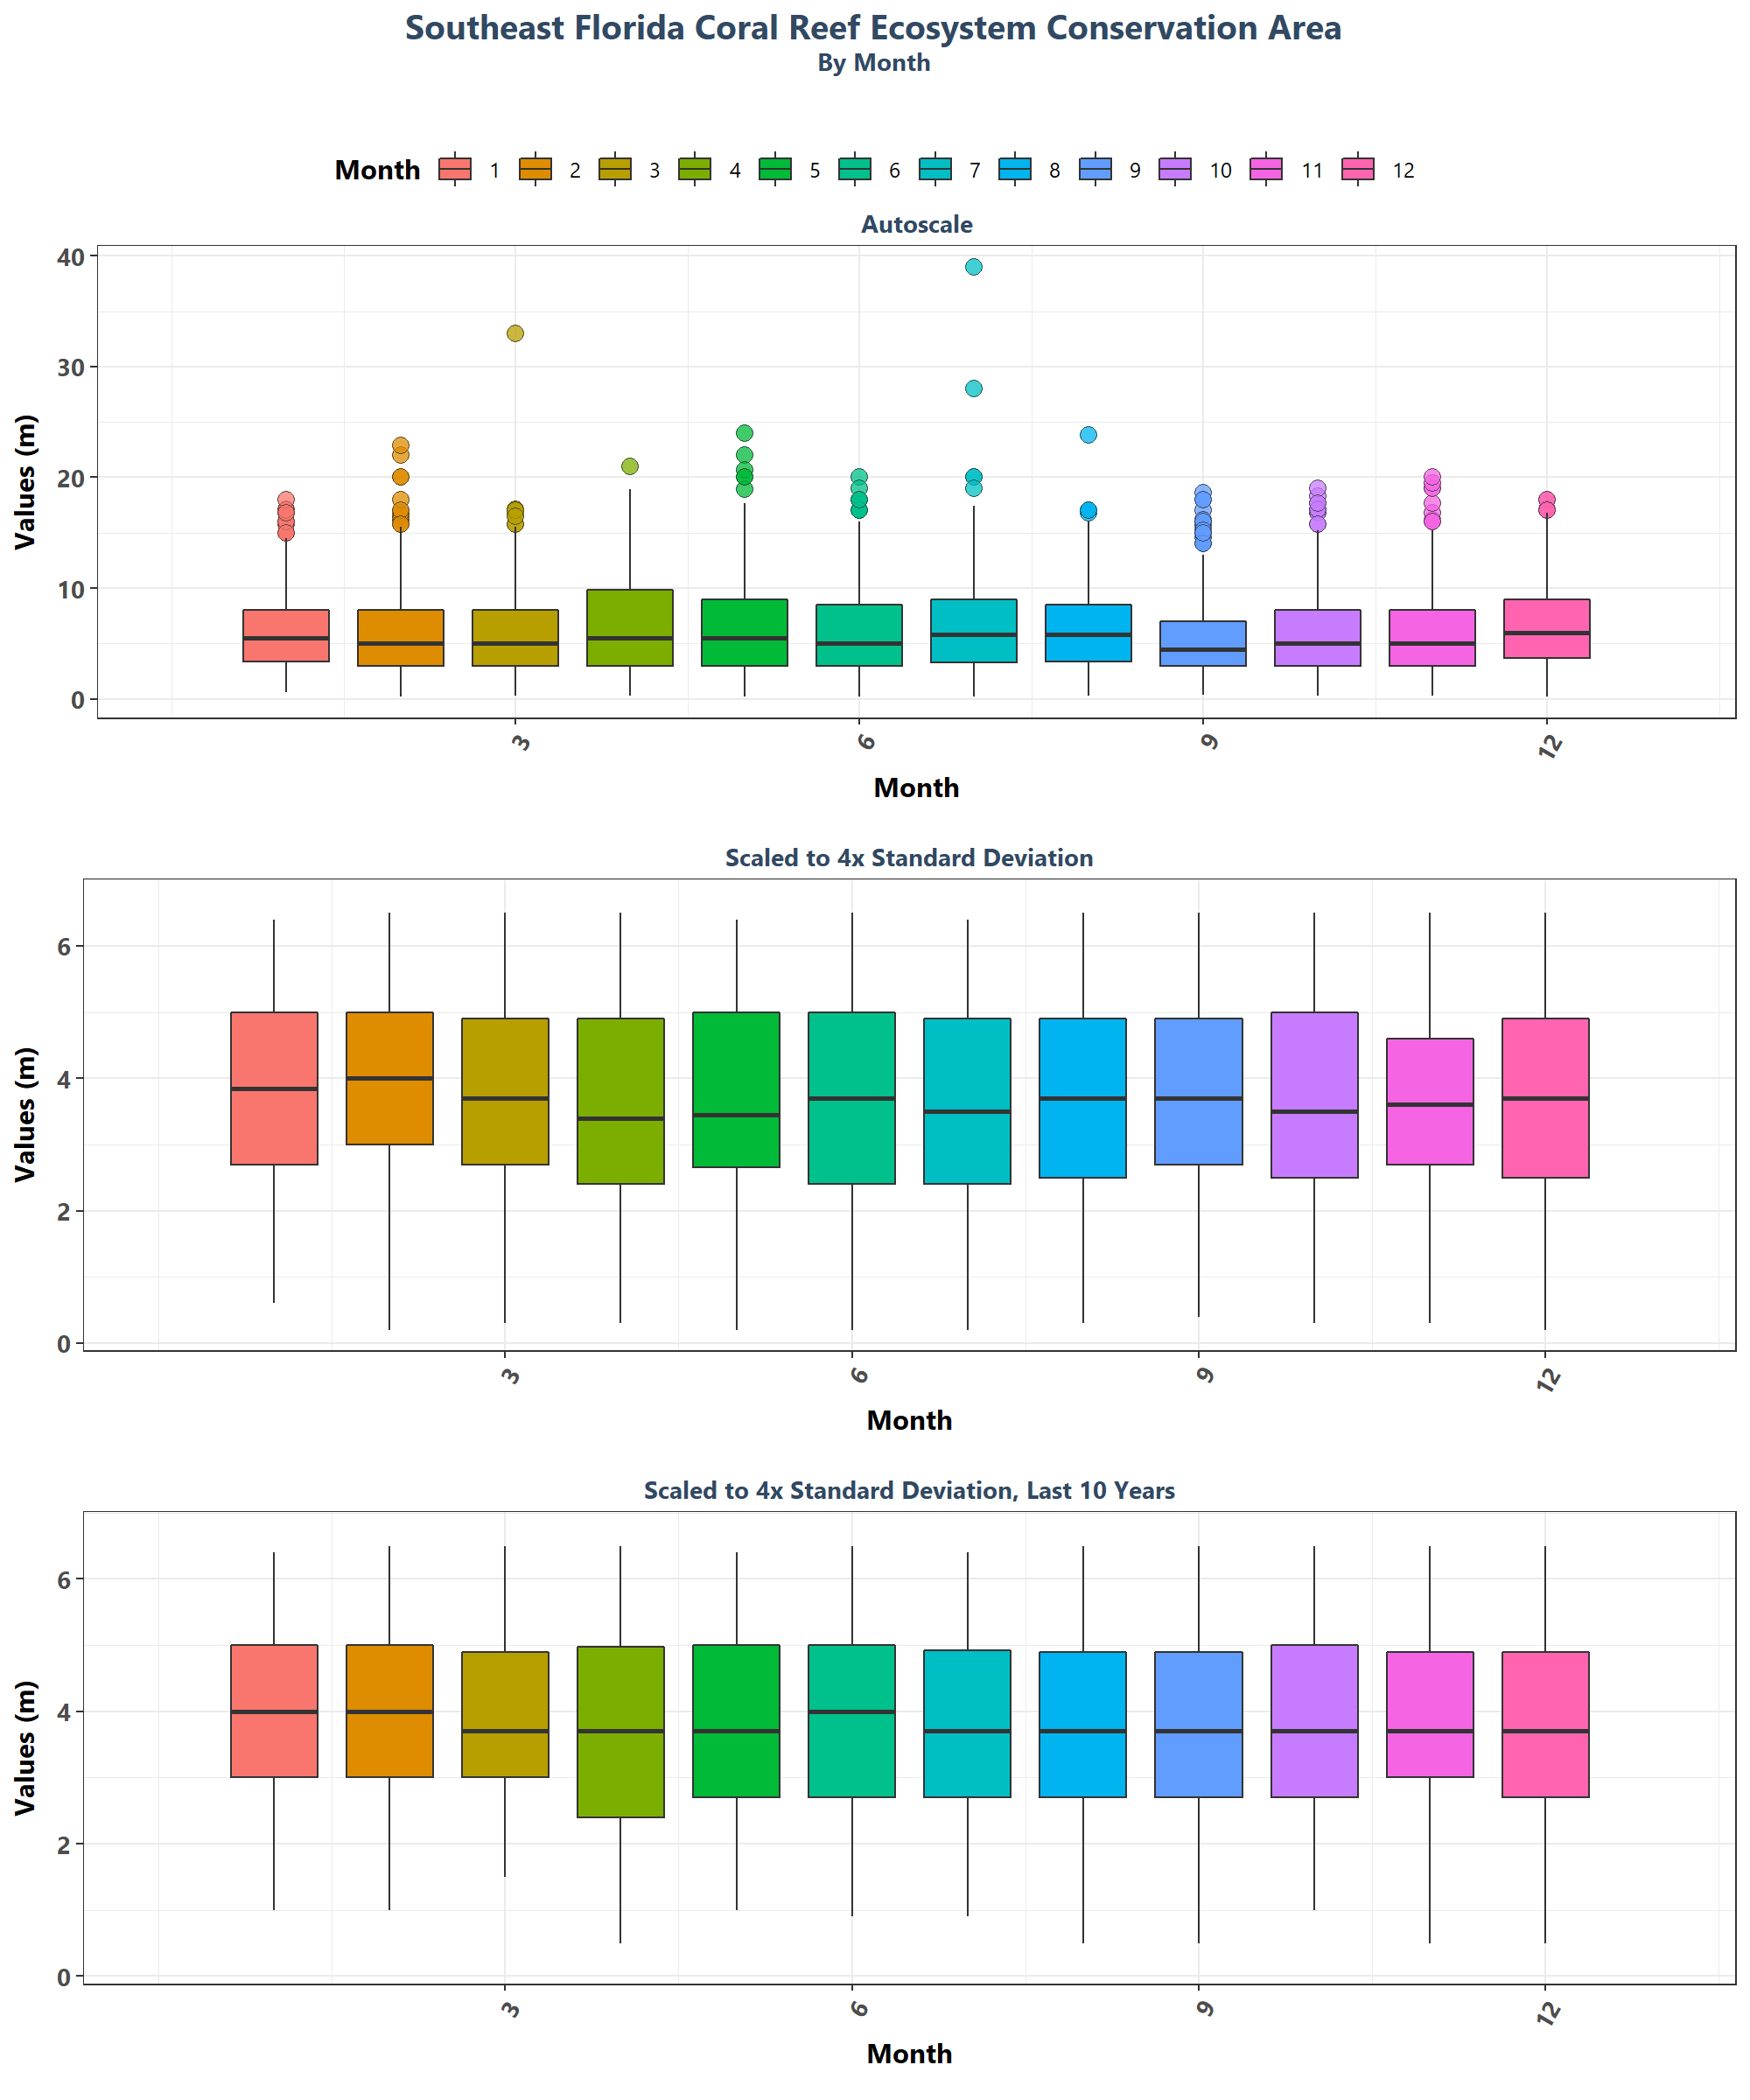 Southeast Florida Coral Reef Ecosystem Conservation Area
By Month
Month 1 2 3 4 5 6 7 8 9 10 11 12
Autoscale
Values (m)
40
30
20
10
0
3 6 9 12
Month
Scaled to 4x Standard Deviation
Values (m)
6
4
2
0
3 6 9 12
Month
Scaled to 4x Standard Deviation, Last 10 Years
Values (m)
6
4
2
0
3 6 9 12
Month